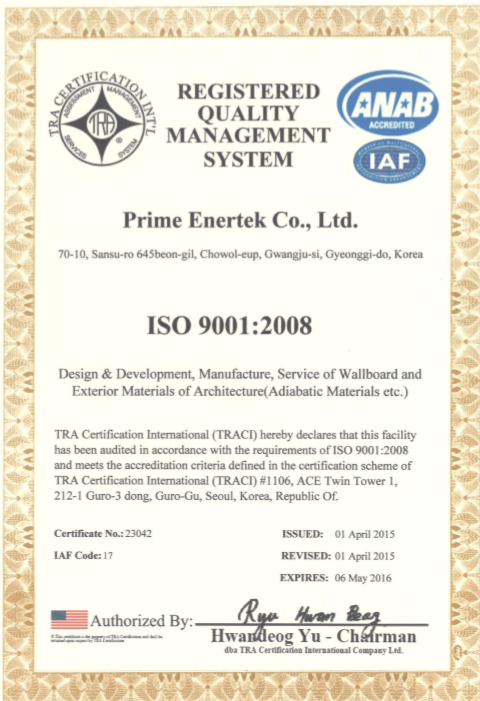 TRA CERTIFICATION INT'L
ASSESSMENT MANAGEMENT
TRA
SERVICES SYSTEM
REGISTERED
QUALITY
MANAGEMENT
SYSTEM
ANAB
ACCREDITED
IAF
Prime Enertek Co., Ltd.
70-10, Sansu-ro 645beon-gil, Chowol-eup, Gwangju-si, Gyeonggi-do, Korea
ISO 9001:2008
Design & Development, Manufacture, Service of Wallboard and
Exterior Materials of Architecture(Adiabatic Materials etc.)
TRA Certification International (TRACI) hereby declares that this facility
has been audited in accordance with the requirements of ISO 9001:2008
and meets the accreditation criteria defined in the certification scheme of
TRA Certification International (TRACI) #1106, ACE Twin Tower 1,
212-1 Guro-3 dong, Guro-Gu, Seoul, Korea, Republic Of.
Certificate No.: 23042 ISSUED: 01 April 2015
IAF Code: 17 REVISED: 01 April 2015
EXPIRES: 06 May 2016
Authorized By:
Hwandeog Yu - Chairman
dba TRA Certification International Company Ltd.